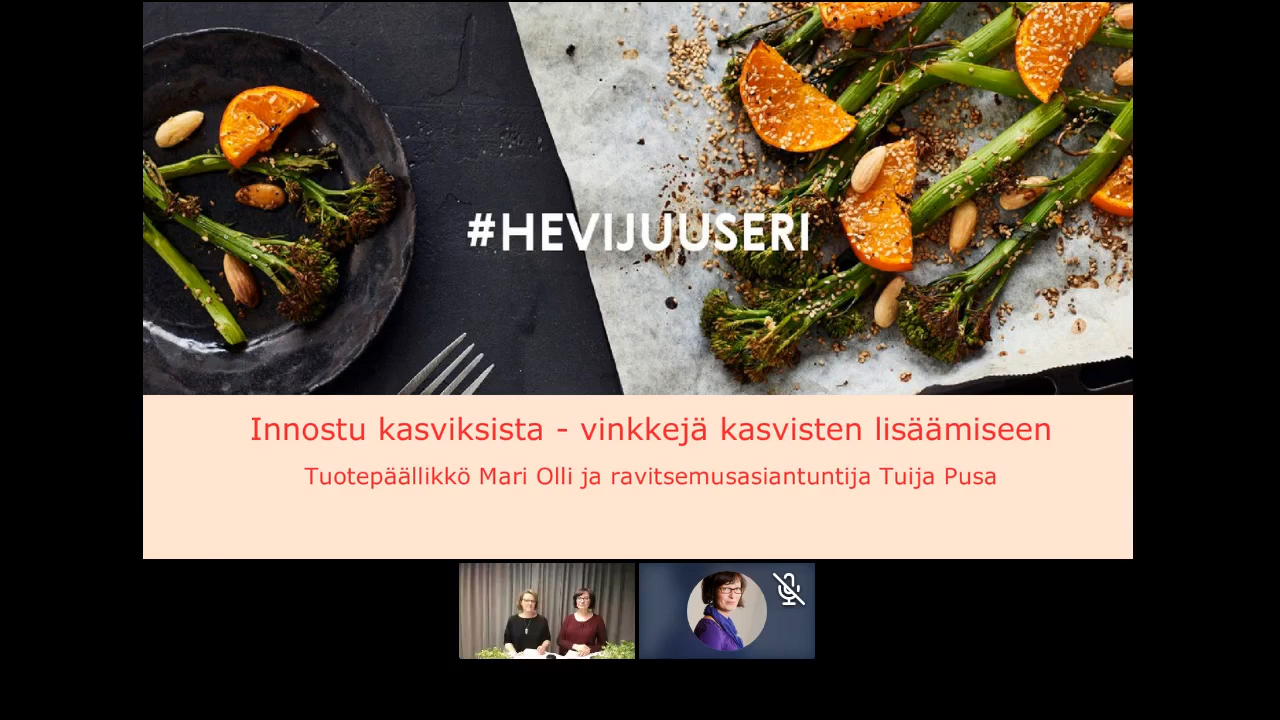 #HEVIJUUSERI
Innostu kasviksista - vinkkejä kasvisten lisäämiseen
Tuotepäällikkö Mari Olli ja ravitsemusasiantuntija Tuija Pusa